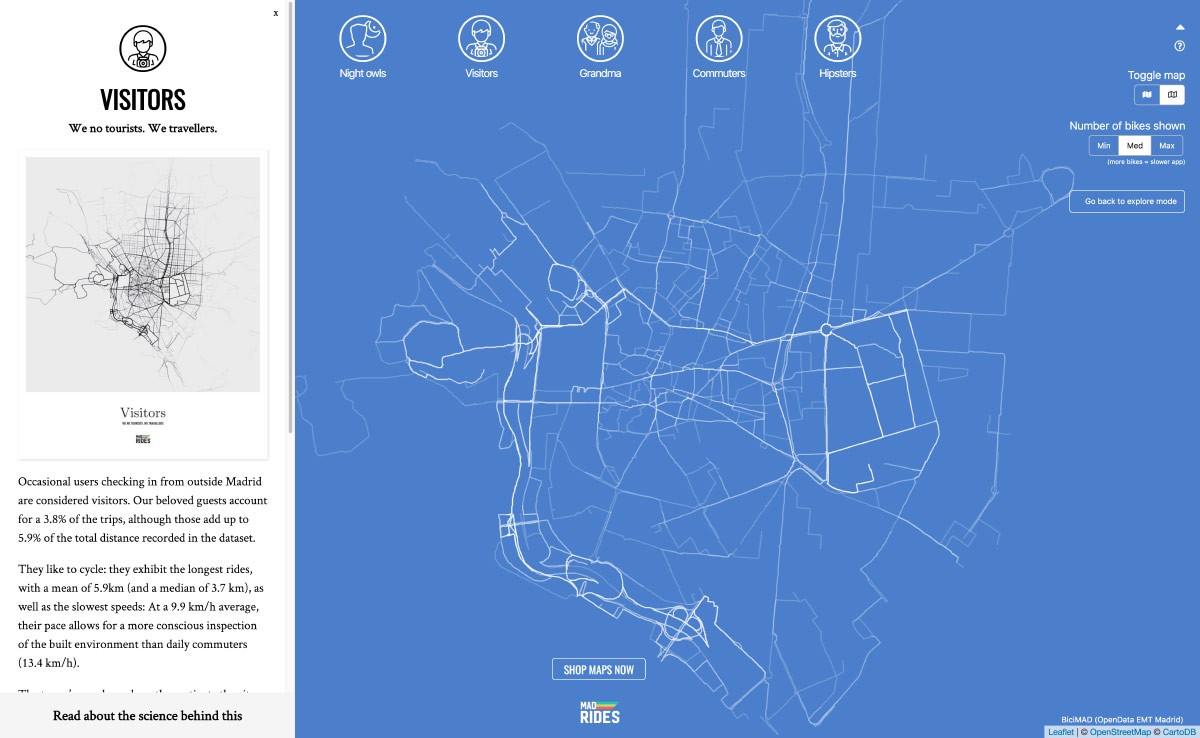 x
VISITORS
We no tourists. We travellers.
Visitors
WE NO TOURISTS. WE TRAVELLERS.
MAD
RIDES
Occasional users checking in from outside Madrid
are considered visitors. Our beloved guests account
for a 3.8% of the trips, although those add up to
5.9% of the total distance recorded in the dataset.
They like to cycle: they exhibit the longest rides,
with a mean of 5.9km (and a median of 3.7 km), as
well as the slowest speeds: At a 9.9 km/h average,
their pace allows for a more conscious inspection
of the built environment than daily commuters
(13.4 km/h).
Read about the science behind this
Night owls
Visitors
Grandma
Commuters
Hipsters
Toggle map
Number of bikes shown
Min Med Max
(more bikes = slower app)
Go back to explore mode
SHOP MAPS NOW
MAD
RIDES
BiciMAD (OpenData EMT Madrid)
Leaflet | © OpenStreetMap © CartoDB